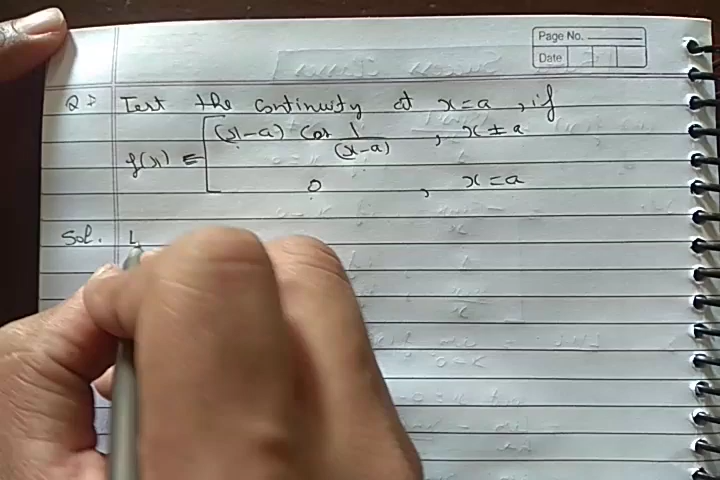 Page No.
Date
Q: Test the Continuity at x=a, if
f(x) = [(x-a) cos 1/(x-a) , x ≠ a
0 , x=a
Sol. L